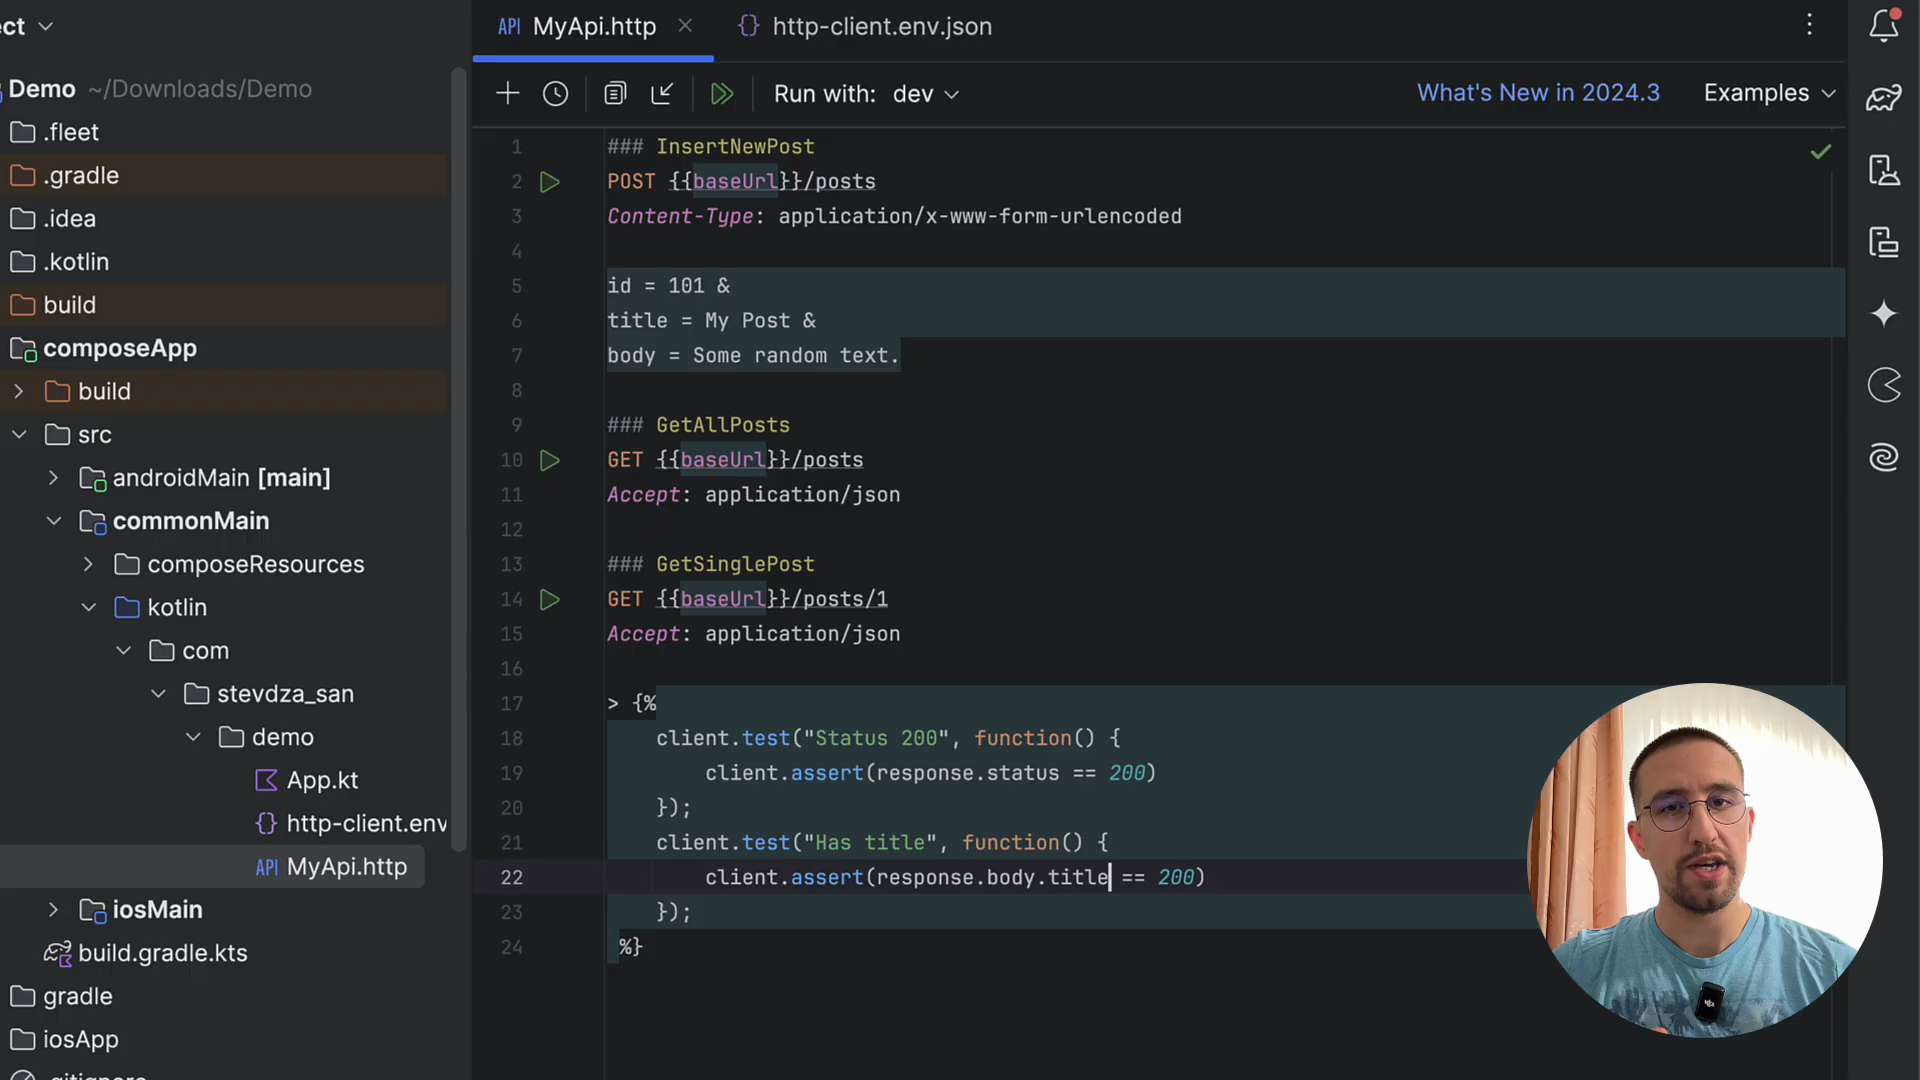 ect
Demo ~/Downloads/Demo
.fleet
.gradle
.idea
.kotlin
build
composeApp
build
src
androidMain [main]
commonMain
composeResources
kotlin
com
stevdza_san
demo
App.kt
http-client.env
API MyApi.http
iosMain
build.gradle.kts
gradle
iosApp
.gitignore
API MyApi.http
{} http-client.env.json
Run with: dev
What's New in 2024.3
Examples
1 ### InsertNewPost
2 POST {{baseUrl}}/posts
3 Content-Type: application/x-www-form-urlencoded
4
5 id = 101 &
6 title = My Post &
7 body = Some random text.
8
9 ### GetAllPosts
10 GET {{baseUrl}}/posts
11 Accept: application/json
12
13 ### GetSinglePost
14 GET {{baseUrl}}/posts/1
15 Accept: application/json
16
17 > {%
18 client.test("Status 200", function() {
19 client.assert(response.status == 200)
20 });
21 client.test("Has title", function() {
22 client.assert(response.body.title == 200)
23 });
24 %}